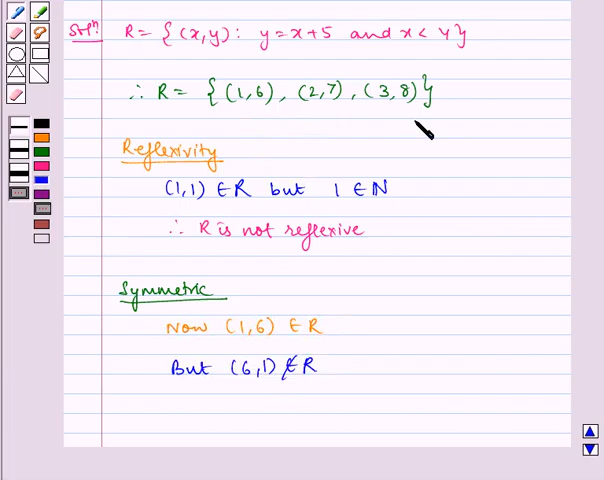 Solⁿ R = { (x,y) : y = x+5 and x < 4 }
∴ R = { (1,6) , (2,7) , (3,8) }
Reflexivity
(1,1) ∈ R but 1 ∈ N
∴ R is not reflexive
Symmetric
Now (1,6) ∈ R
But (6,1) ∉ R